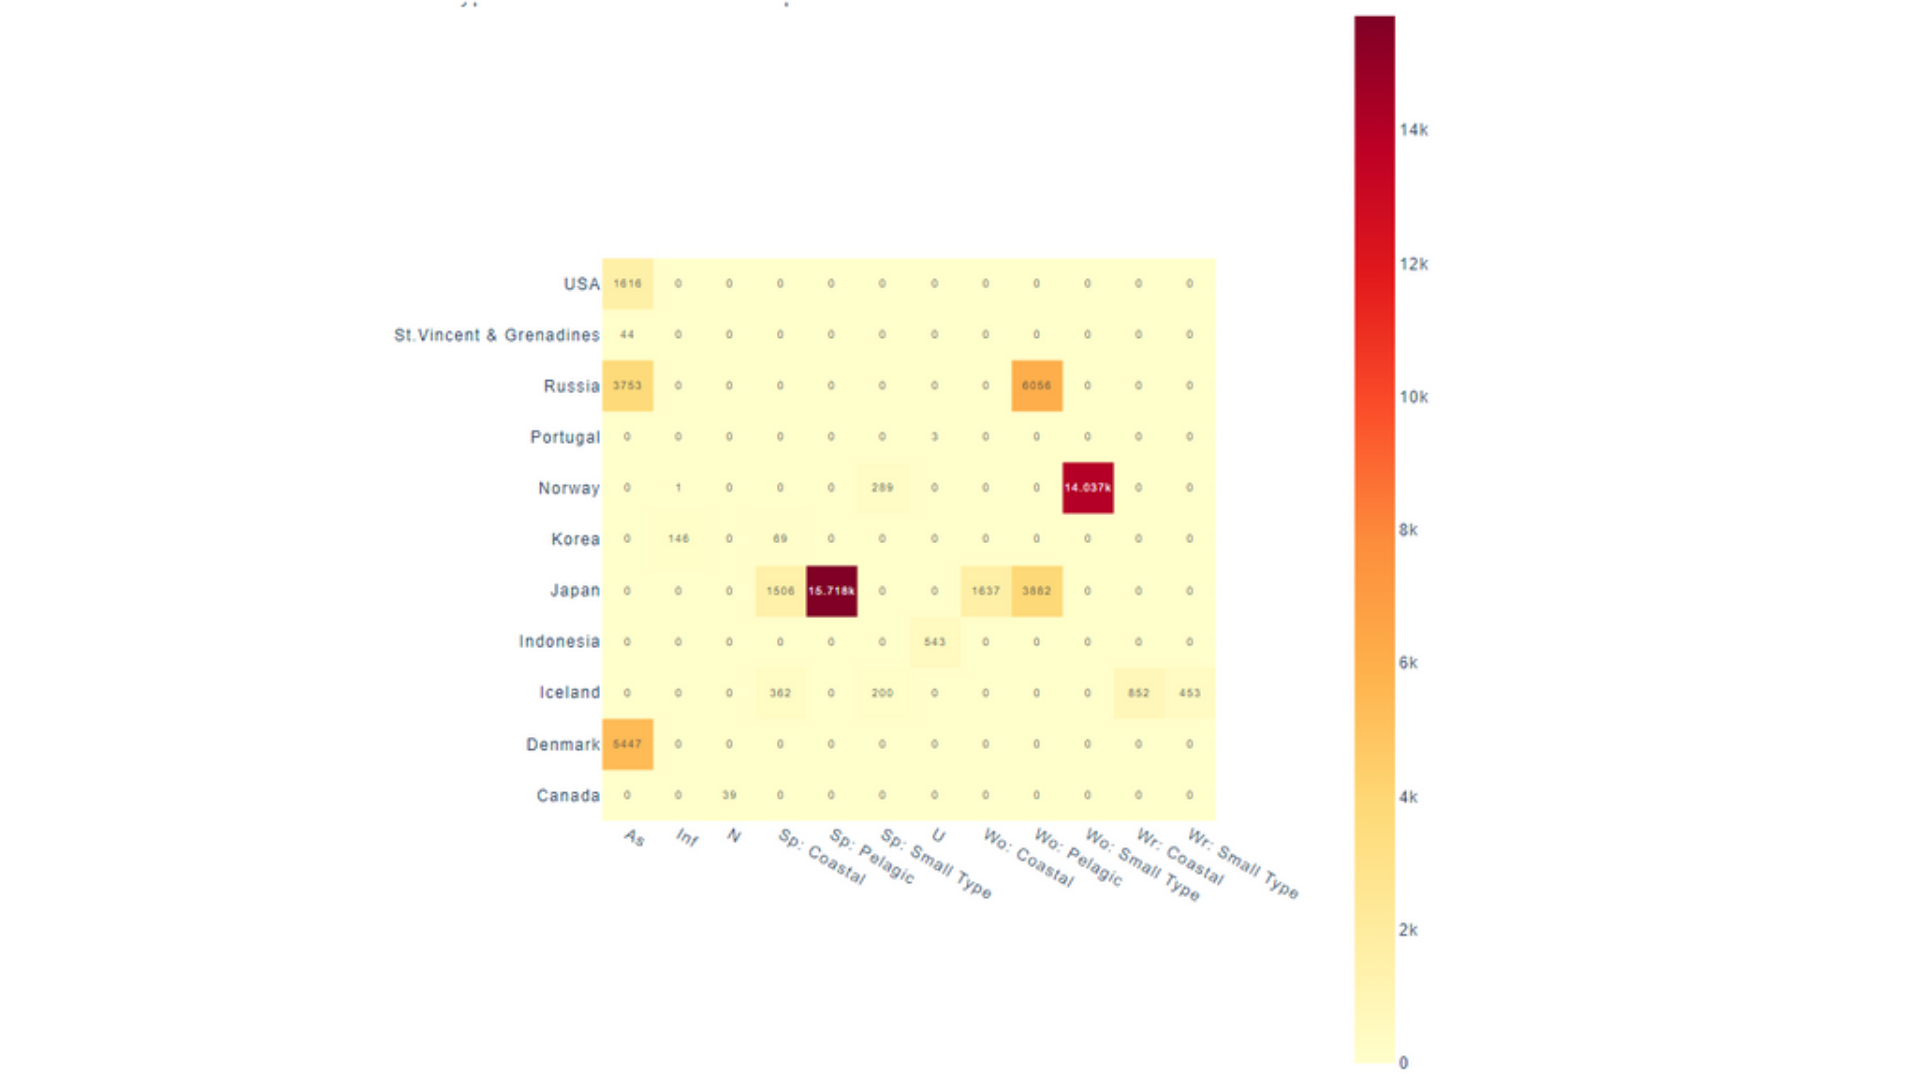 14k
12k
10k
8k
6k
4k
2k
0
USA 1616 0 0 0 0 0 0 0 0 0 0 0
St.Vincent & Grenadines 44 0 0 0 0 0 0 0 0 0 0 0
Russia 3753 0 0 0 0 0 0 0 6056 0 0 0
Portugal 0 0 0 0 0 0 3 0 0 0 0 0
Norway 0 1 0 0 0 289 0 0 0 14.037k 0 0
Korea 0 146 0 69 0 0 0 0 0 0 0 0
Japan 0 0 0 1506 15.718k 0 0 1637 3882 0 0 0
Indonesia 0 0 0 0 0 0 543 0 0 0 0 0
Iceland 0 0 0 362 0 200 0 0 0 0 852 453
Denmark 5447 0 0 0 0 0 0 0 0 0 0 0
Canada 0 0 39 0 0 0 0 0 0 0 0 0
As
Inf
N
Sp: Coastal
Sp: Pelagic
Sp: Small Type
U
Wo: Coastal
Wo: Pelagic
Wo: Small Type
Wr: Coastal
Wr: Small Type